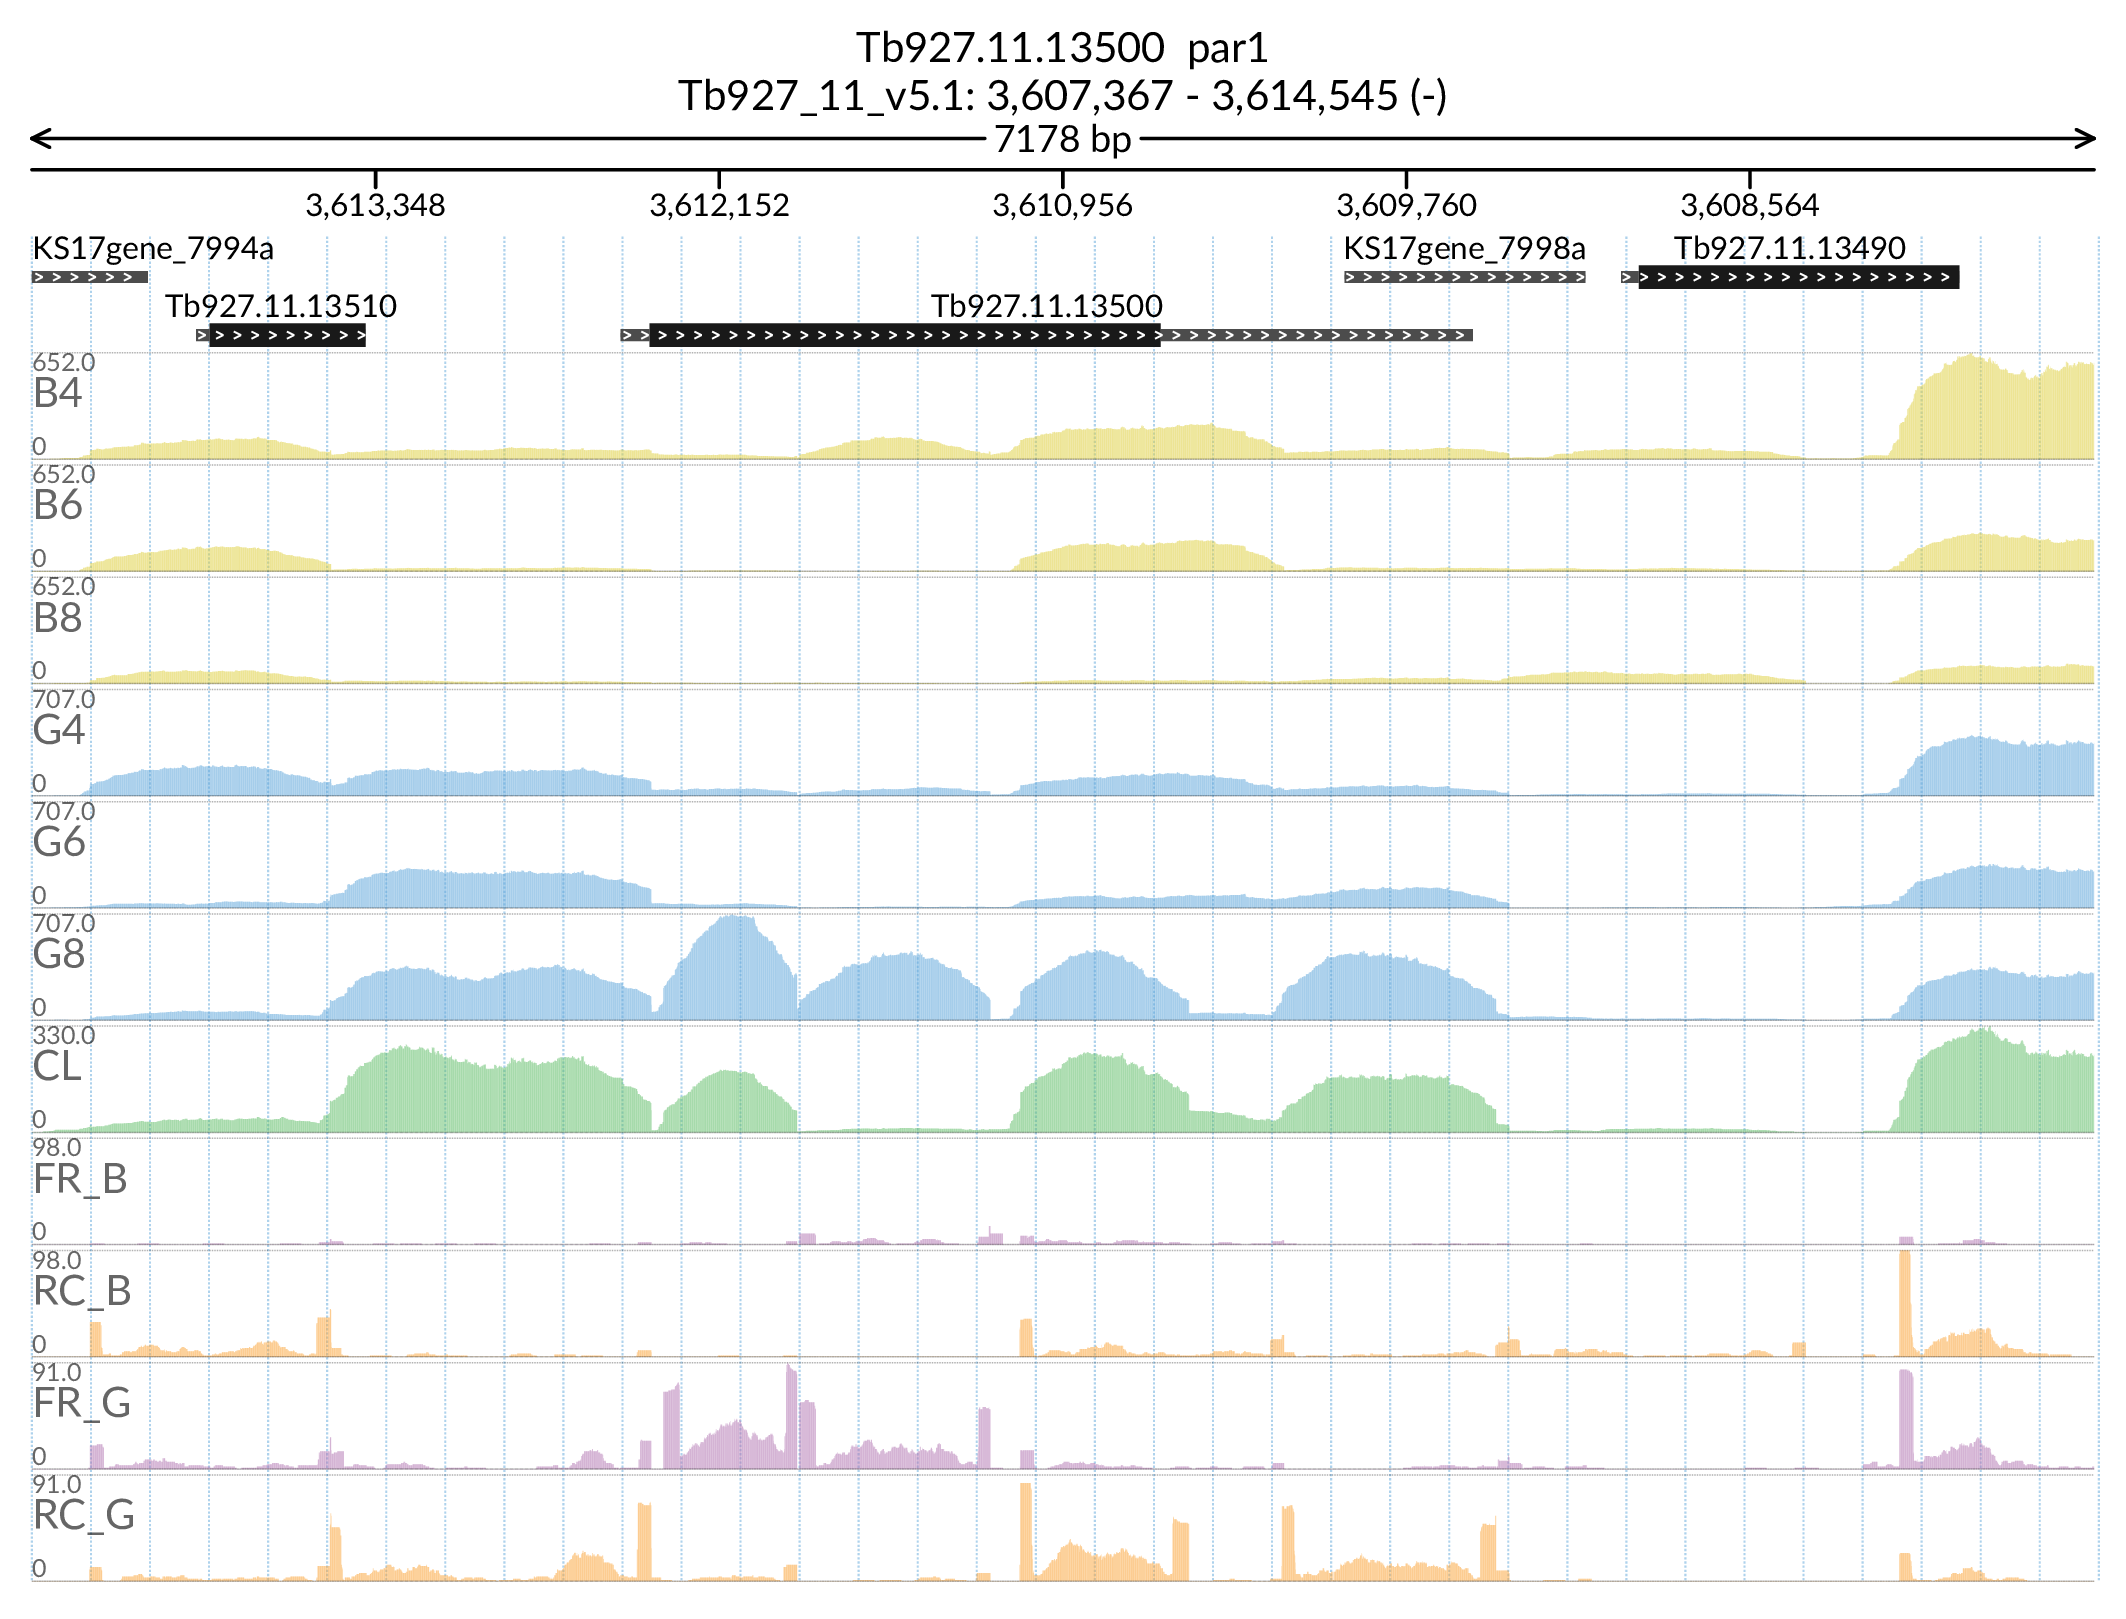 Tb927.11.13500 par1
Tb927_11_v5.1: 3,607,367 - 3,614,545 (-)
7178 bp
3,613,348 3,612,152 3,610,956 3,609,760 3,608,564
KS17gene_7994a KS17gene_7998a Tb927.11.13490
Tb927.11.13510 Tb927.11.13500
652.0
B4
0
652.0
B6
0
652.0
B8
0
707.0
G4
0
707.0
G6
0
707.0
G8
0
330.0
CL
0
98.0
FR_B
0
98.0
RC_B
0
91.0
FR_G
0
91.0
RC_G
0